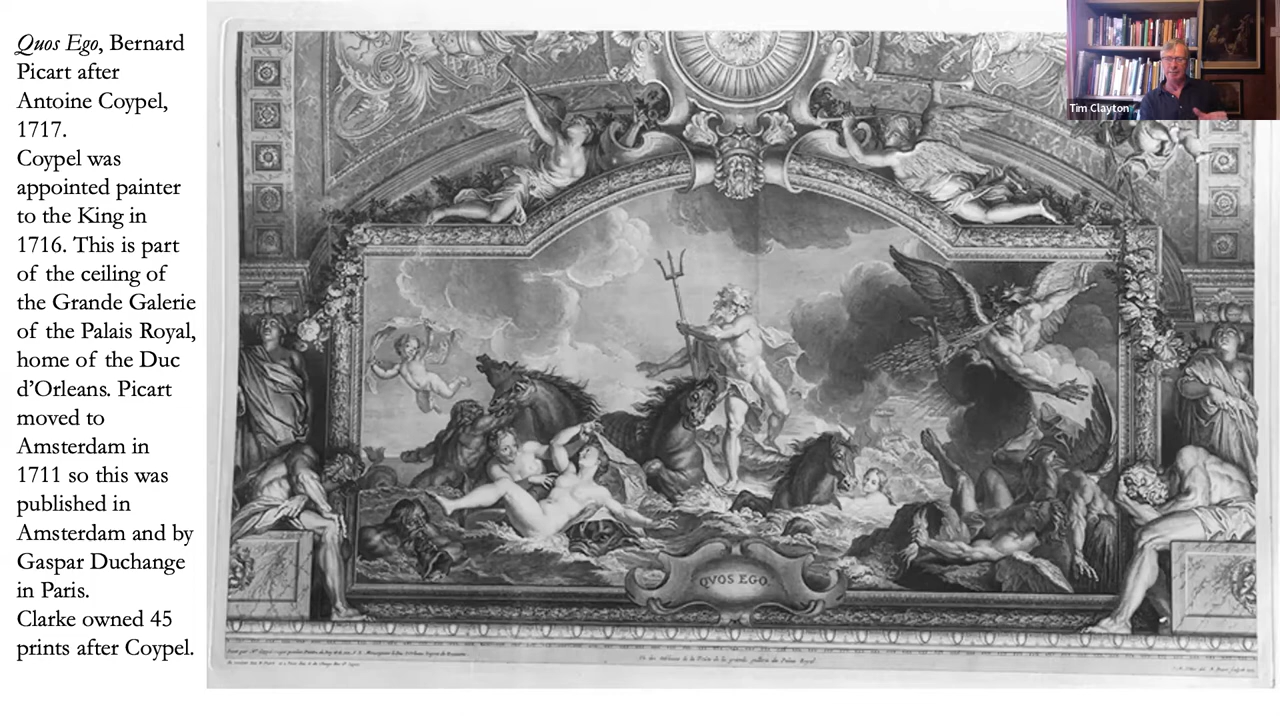 Quos Ego, Bernard
Picart after
Antoine Coypel,
1717.
Coypel was
appointed painter
to the King in
1716. This is part
of the ceiling of
the Grande Galerie
of the Palais Royal,
home of the Duc
d’Orleans. Picart
moved to
Amsterdam in
1711 so this was
published in
Amsterdam and by
Gaspar Duchange
in Paris.
Clarke owned 45
prints after Coypel.
Tim Clayton
QVOS EGO